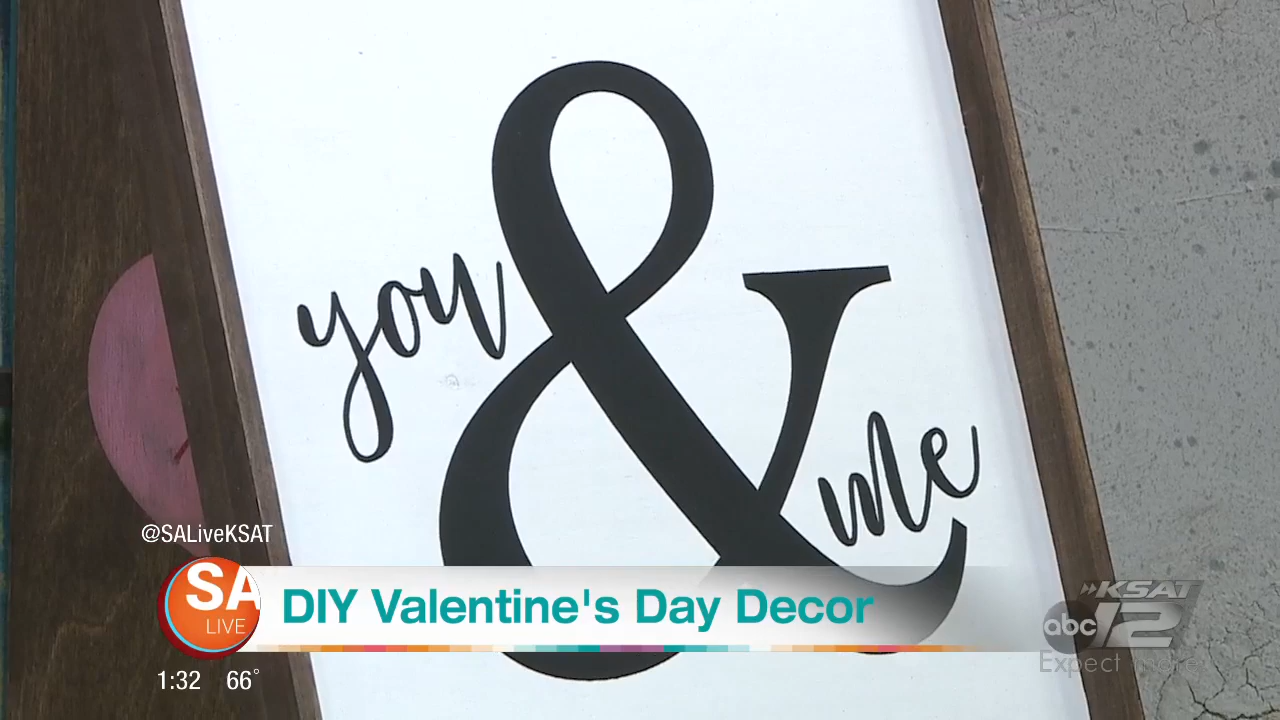 you
&
me
@SALiveKSAT
SA
LIVE
DIY Valentine's Day Decor
1:32 66°
KSAT
abc 12
Expect more